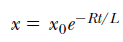 x = x₀e⁻ᴿᵗ/ᴸ